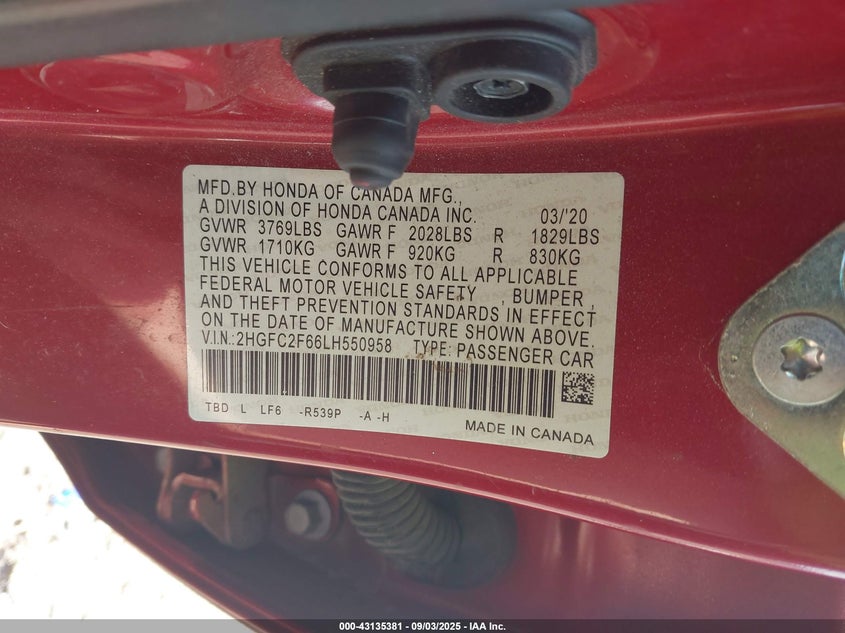 MFD.BY HONDA OF CANADA MFG.,
A DIVISION OF HONDA CANADA INC. 03/'20
GVWR 3769LBS GAWR F 2028LBS R 1829LBS
GVWR 1710KG GAWR F 920KG R 830KG
THIS VEHICLE CONFORMS TO ALL APPLICABLE
FEDERAL MOTOR VEHICLE SAFETY , BUMPER ,
AND THEFT PREVENTION STANDARDS IN EFFECT
ON THE DATE OF MANUFACTURE SHOWN ABOVE.
V.I.N.:2HGFC2F66LH550958 TYPE: PASSENGER CAR
TBD L LF6 -R539P -A -H
MADE IN CANADA
000-43135381 - 09/03/2025 - IAA Inc.